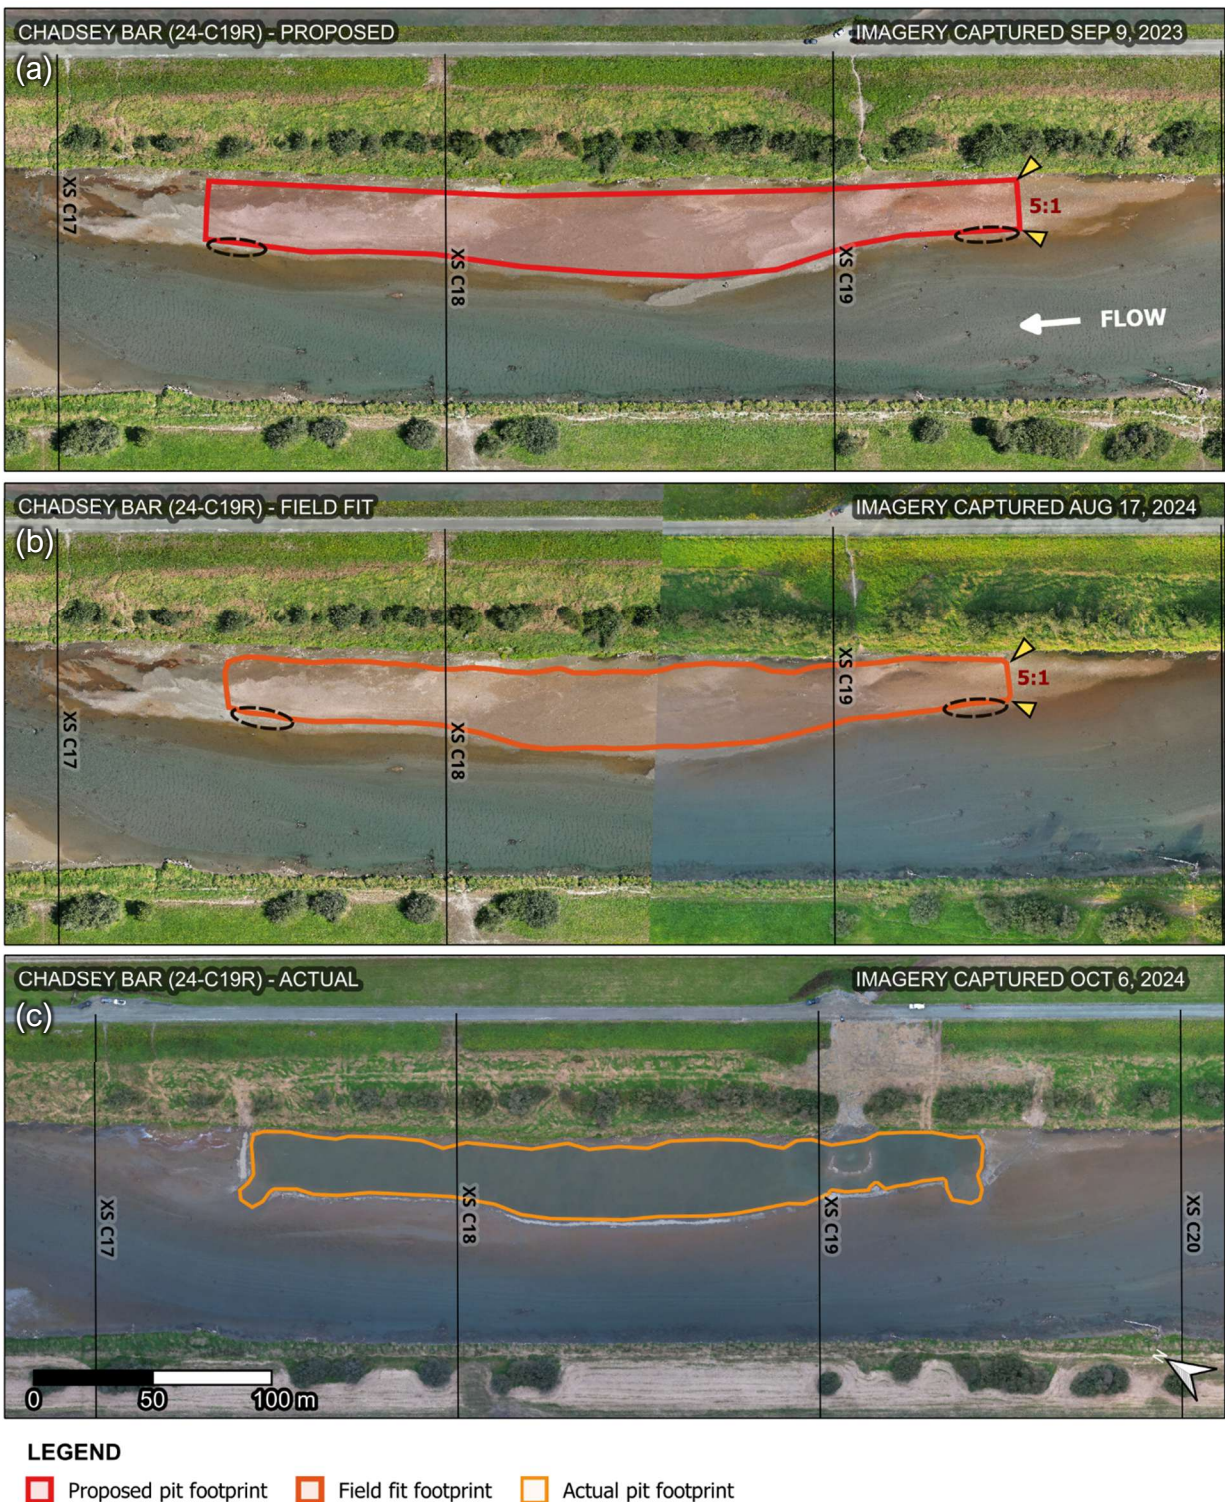 CHADSEY BAR (24-C19R) - PROPOSED
IMAGERY CAPTURED SEP 9, 2023
(a)
XS C17
XS C18
XS C19
5:1
FLOW
CHADSEY BAR (24-C19R) - FIELD FIT
IMAGERY CAPTURED AUG 17, 2024
(b)
XS C17
XS C18
XS C19
5:1
CHADSEY BAR (24-C19R) - ACTUAL
IMAGERY CAPTURED OCT 6, 2024
(c)
XS C17
XS C18
XS C19
XS C20
N
0 50 100 m
LEGEND
Proposed pit footprint Field fit footprint Actual pit footprint